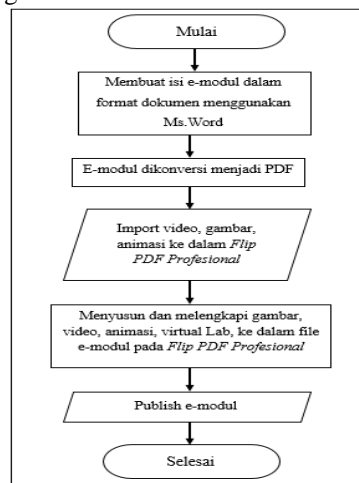 Mulai
Membuat isi e-modul dalam
format dokumen menggunakan
Ms.Word
E-modul dikonversi menjadi PDF
Import video, gambar,
animasi ke dalam Flip
PDF Profesional
Menyusun dan melengkapi gambar,
video, animasi, virtual Lab, ke dalam file
e-modul pada Flip PDF Profesional
Publish e-modul
Selesai